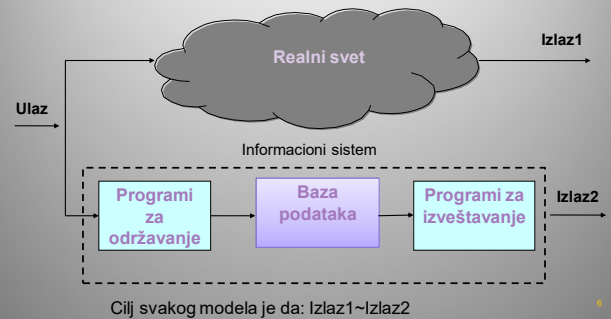 Izlaz1
Realni svet
Ulaz
Informacioni sistem
Programi
za
održavanje
Baza
podataka
Programi za
izveštavanje
Izlaz2
Cilj svakog modela je da: Izlaz1~Izlaz2
6